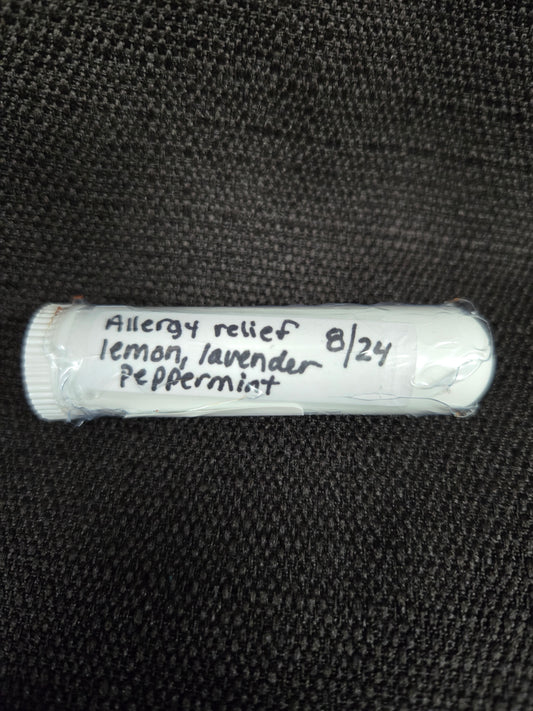 Allergy relief
lemon, lavender
Peppermint
8/24